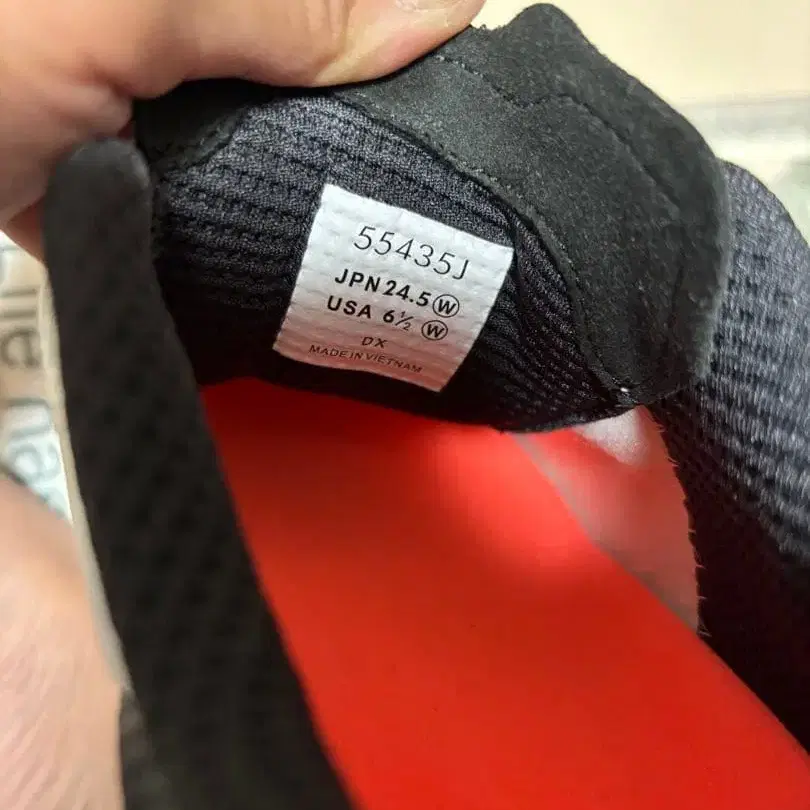 55435J
JPN 24.5 Ⓦ
USA 6½ Ⓦ
DX
MADE IN VIETNAM